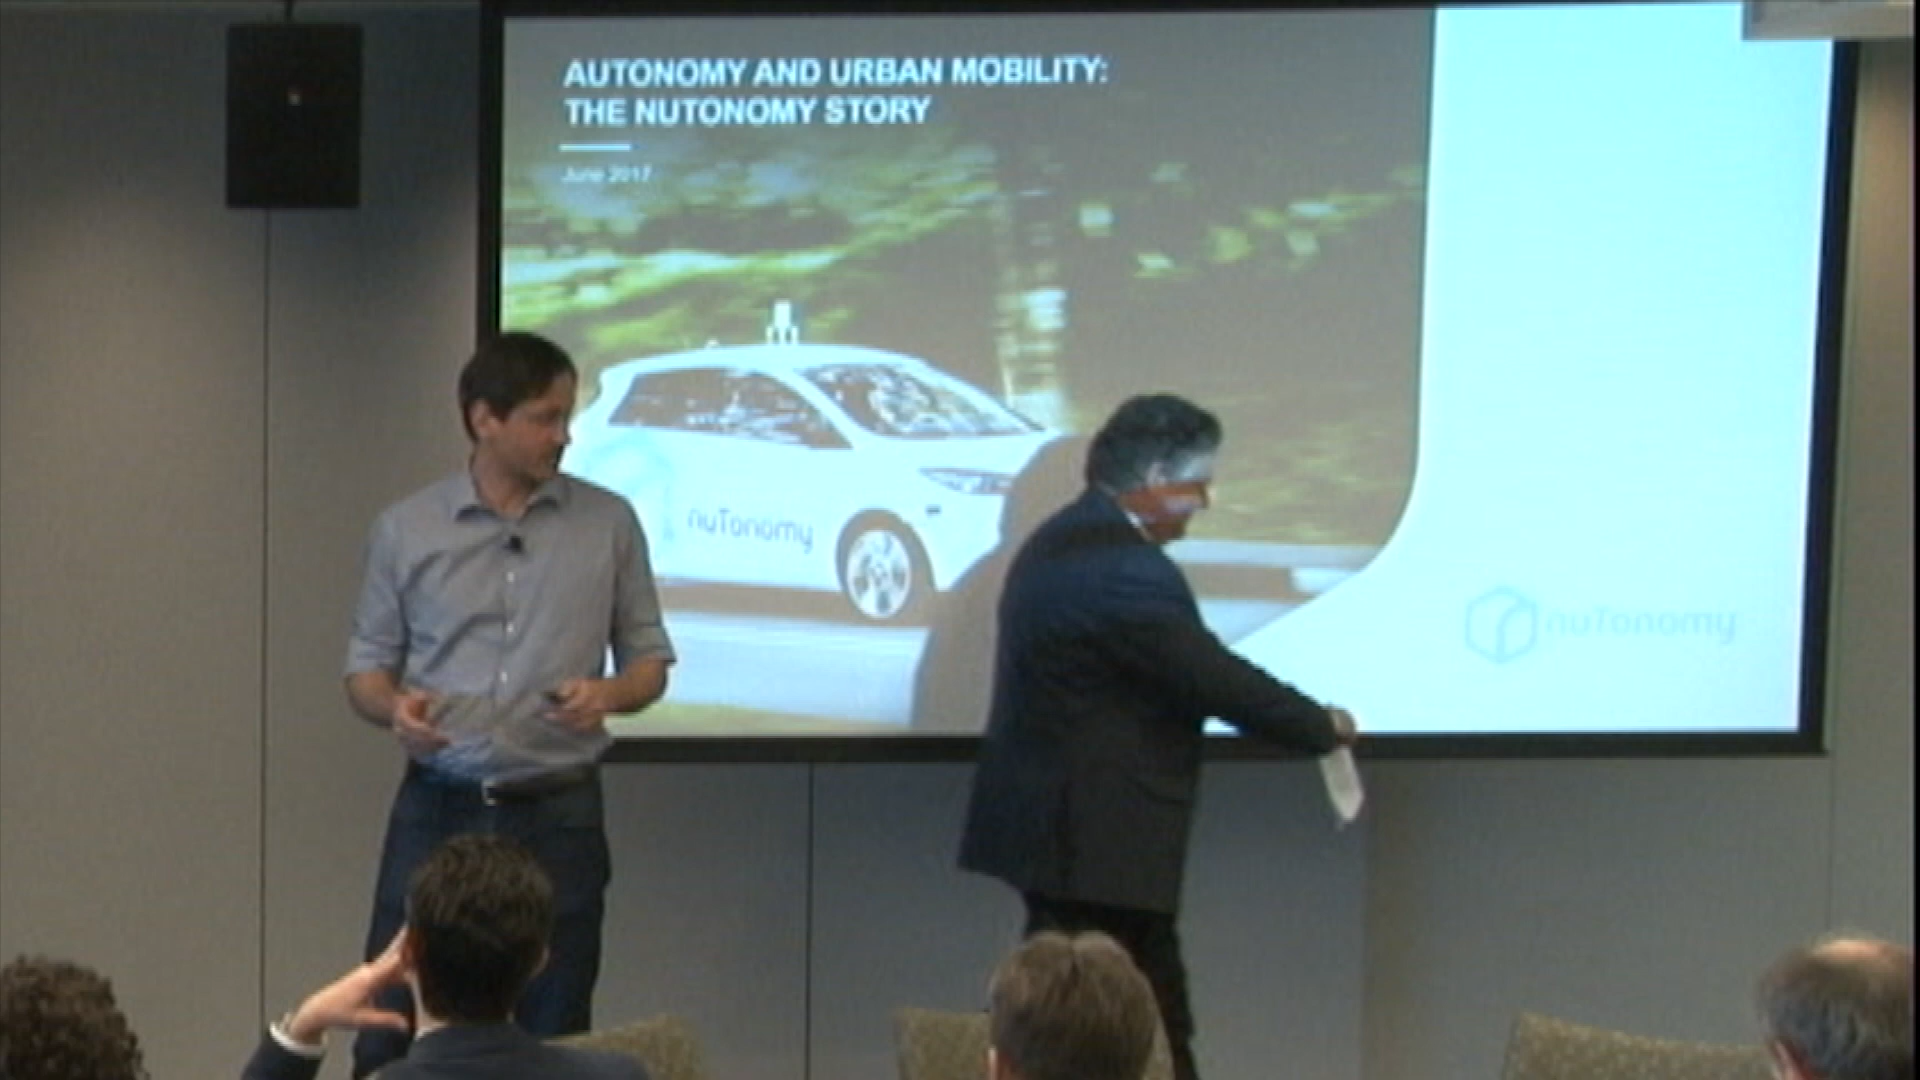 AUTONOMY AND URBAN MOBILITY:
THE NUTONOMY STORY
June 2017
nuTonomy
nuTonomy